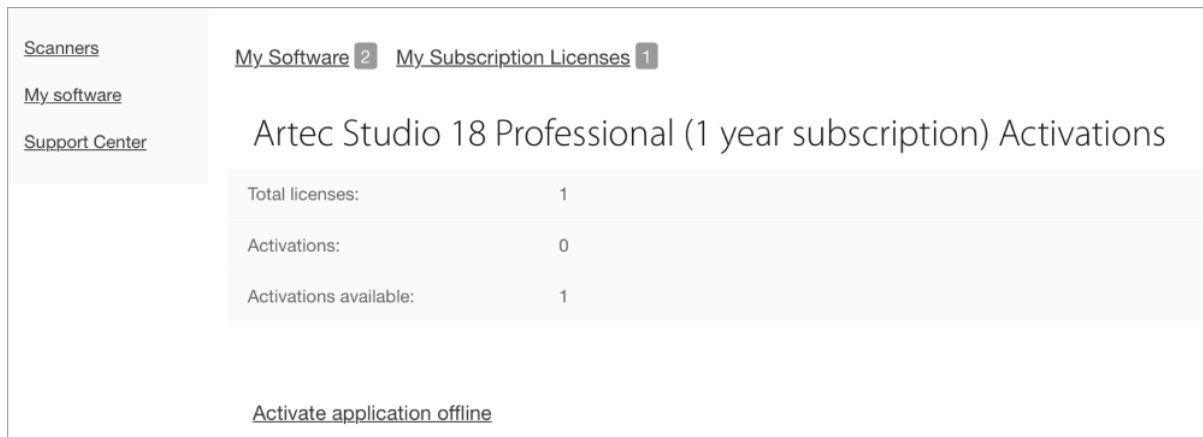 Scanners
My software
Support Center
My Software 2 My Subscription Licenses 1
Artec Studio 18 Professional (1 year subscription) Activations
Total licenses: 1
Activations: 0
Activations available: 1
Activate application offline